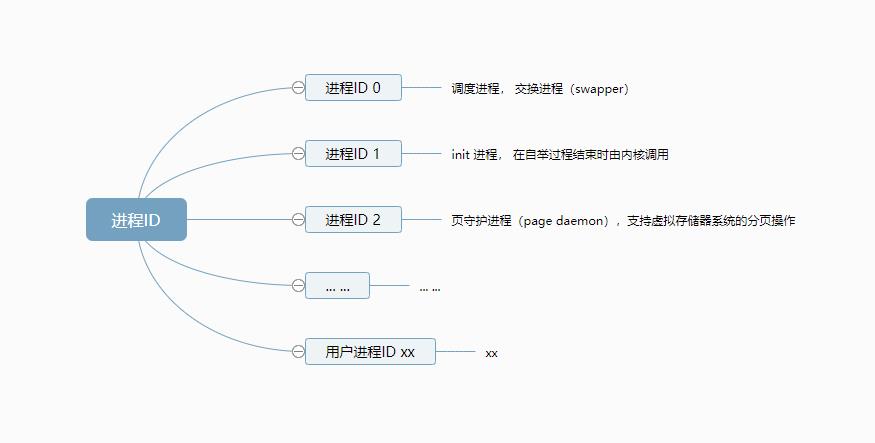 进程ID
进程ID 0
调度进程， 交换进程（swapper）
进程ID 1
init 进程， 在自举过程结束时由内核调用
进程ID 2
页守护进程（page daemon），支持虚拟存储器系统的分页操作
... ...
... ...
用户进程ID xx
xx